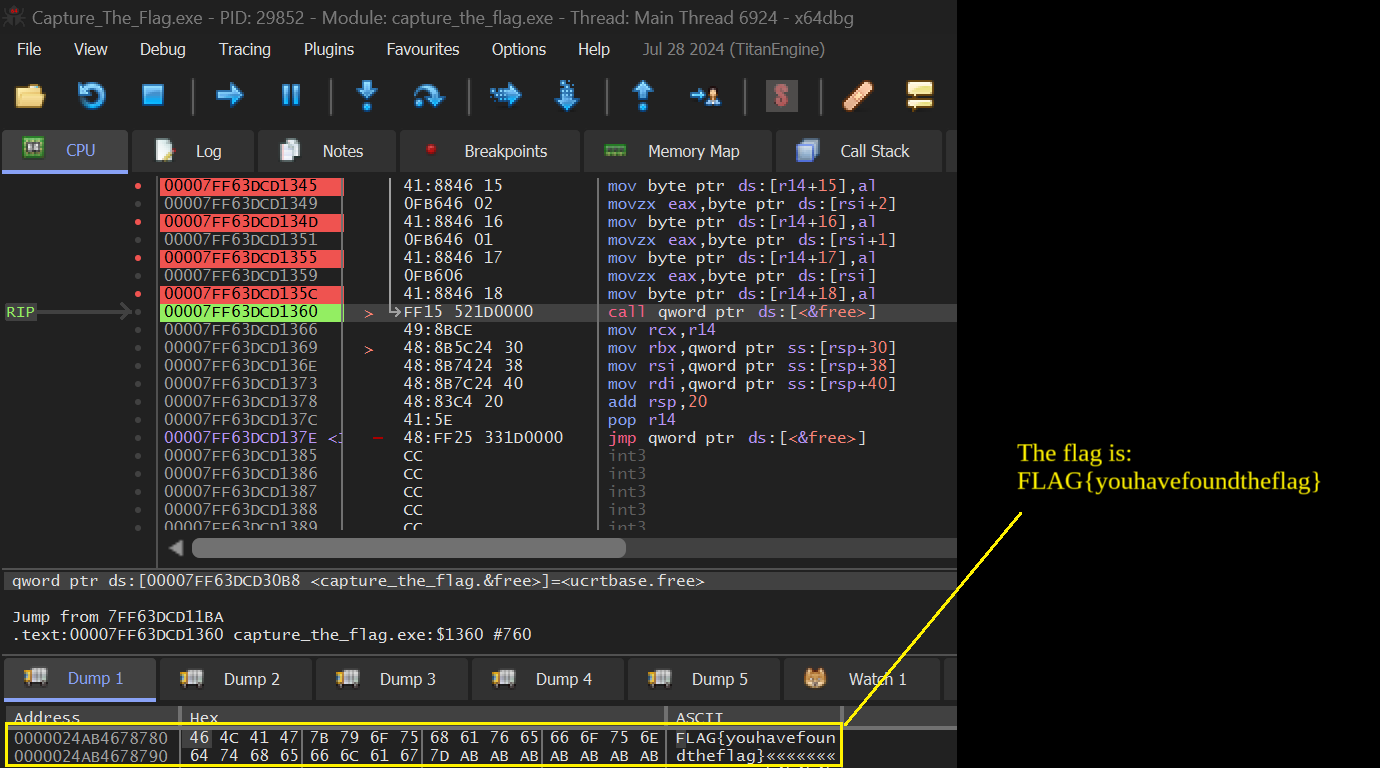 Capture_The_Flag.exe - PID: 29852 - Module: capture_the_flag.exe - Thread: Main Thread 6924 - x64dbg
File View Debug Tracing Plugins Favourites Options Help Jul 28 2024 (TitanEngine)
CPU Log Notes Breakpoints Memory Map Call Stack
00007FF63DCD1345 41:8846 15 mov byte ptr ds:[r14+15],al
00007FF63DCD1349 0FB646 02 movzx eax,byte ptr ds:[rsi+2]
00007FF63DCD134D 41:8846 16 mov byte ptr ds:[r14+16],al
00007FF63DCD1351 0FB646 01 movzx eax,byte ptr ds:[rsi+1]
00007FF63DCD1355 41:8846 17 mov byte ptr ds:[r14+17],al
00007FF63DCD1359 0FB606 movzx eax,byte ptr ds:[rsi]
00007FF63DCD135C 41:8846 18 mov byte ptr ds:[r14+18],al
RIP 00007FF63DCD1360 > FF15 521D0000 call qword ptr ds:[<&free>]
00007FF63DCD1366 49:8BCE mov rcx,r14
00007FF63DCD1369 > 48:8B5C24 30 mov rbx,qword ptr ss:[rsp+30]
00007FF63DCD136E 48:8B7424 38 mov rsi,qword ptr ss:[rsp+38]
00007FF63DCD1373 48:8B7C24 40 mov rdi,qword ptr ss:[rsp+40]
00007FF63DCD1378 48:83C4 20 add rsp,20
00007FF63DCD137C 41:5E pop r14
00007FF63DCD137E - 48:FF25 331D0000 jmp qword ptr ds:[<&free>]
00007FF63DCD1385 CC int3
00007FF63DCD1386 CC int3
00007FF63DCD1387 CC int3
00007FF63DCD1388 CC int3
00007FF63DCD1389 CC int3
qword ptr ds:[00007FF63DCD30B8 <capture_the_flag.&free>]=<ucrtbase.free>
Jump from 7FF63DCD11BA
.text:00007FF63DCD1360 capture_the_flag.exe:$1360 #760
Dump 1 Dump 2 Dump 3 Dump 4 Dump 5 Watch 1
Address Hex ASCII
0000024AB4678780 46 4C 41 47 7B 79 6F 75 68 61 76 65 66 6F 75 6E FLAG{youhavefoun
0000024AB4678790 64 74 68 65 66 6C 61 67 7D AB AB AB AB AB AB AB dtheflag}«««««««
The flag is:
FLAG{youhavefoundtheflag}